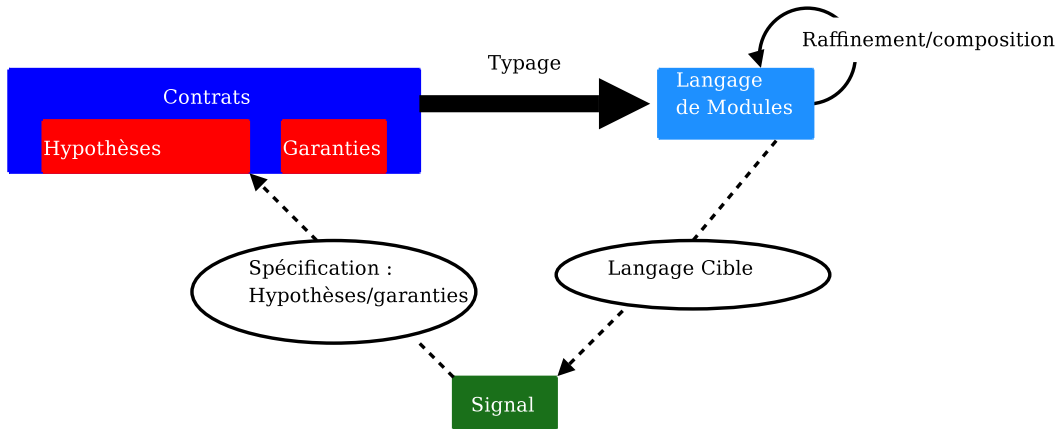 Raffinement/composition
Typage
Langage
de Modules
Contrats
Hypothèses
Garanties
Spécification :
Hypothèses/garanties
Langage Cible
Signal